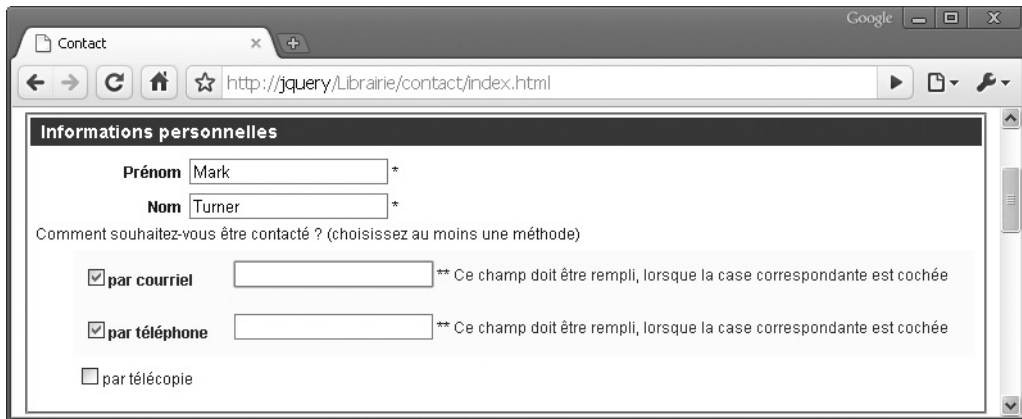 Google
Contact
http://jquery/Librairie/contact/index.html
Informations personnelles
Prénom Mark *
Nom Turner *
Comment souhaitez-vous être contacté ? (choisissez au moins une méthode)
par courriel ** Ce champ doit être rempli, lorsque la case correspondante est cochée
par téléphone ** Ce champ doit être rempli, lorsque la case correspondante est cochée
par télécopie